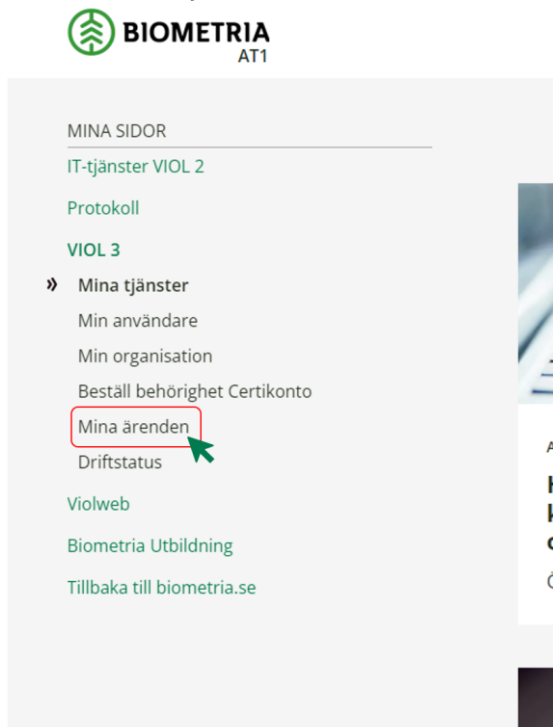 BIOMETRIA
AT1
MINA SIDOR
IT-tjänster VIOL 2
Protokoll
VIOL 3
» Mina tjänster
Min användare
Min organisation
Beställ behörighet Certikonto
Mina ärenden
Driftstatus
Violweb
Biometria Utbildning
Tillbaka till biometria.se